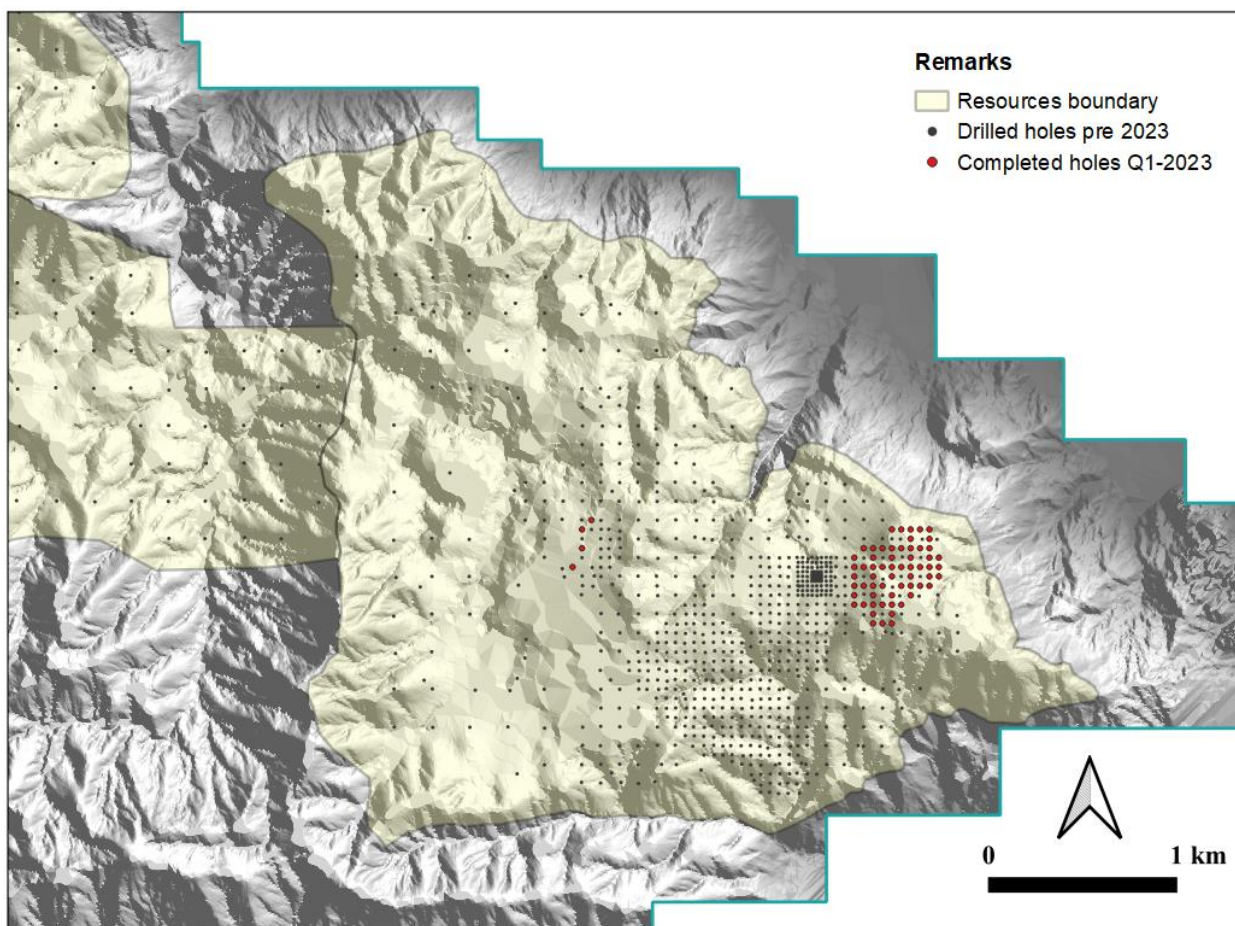 Remarks
Resources boundary
Drilled holes pre 2023
Completed holes Q1-2023
0 1 km